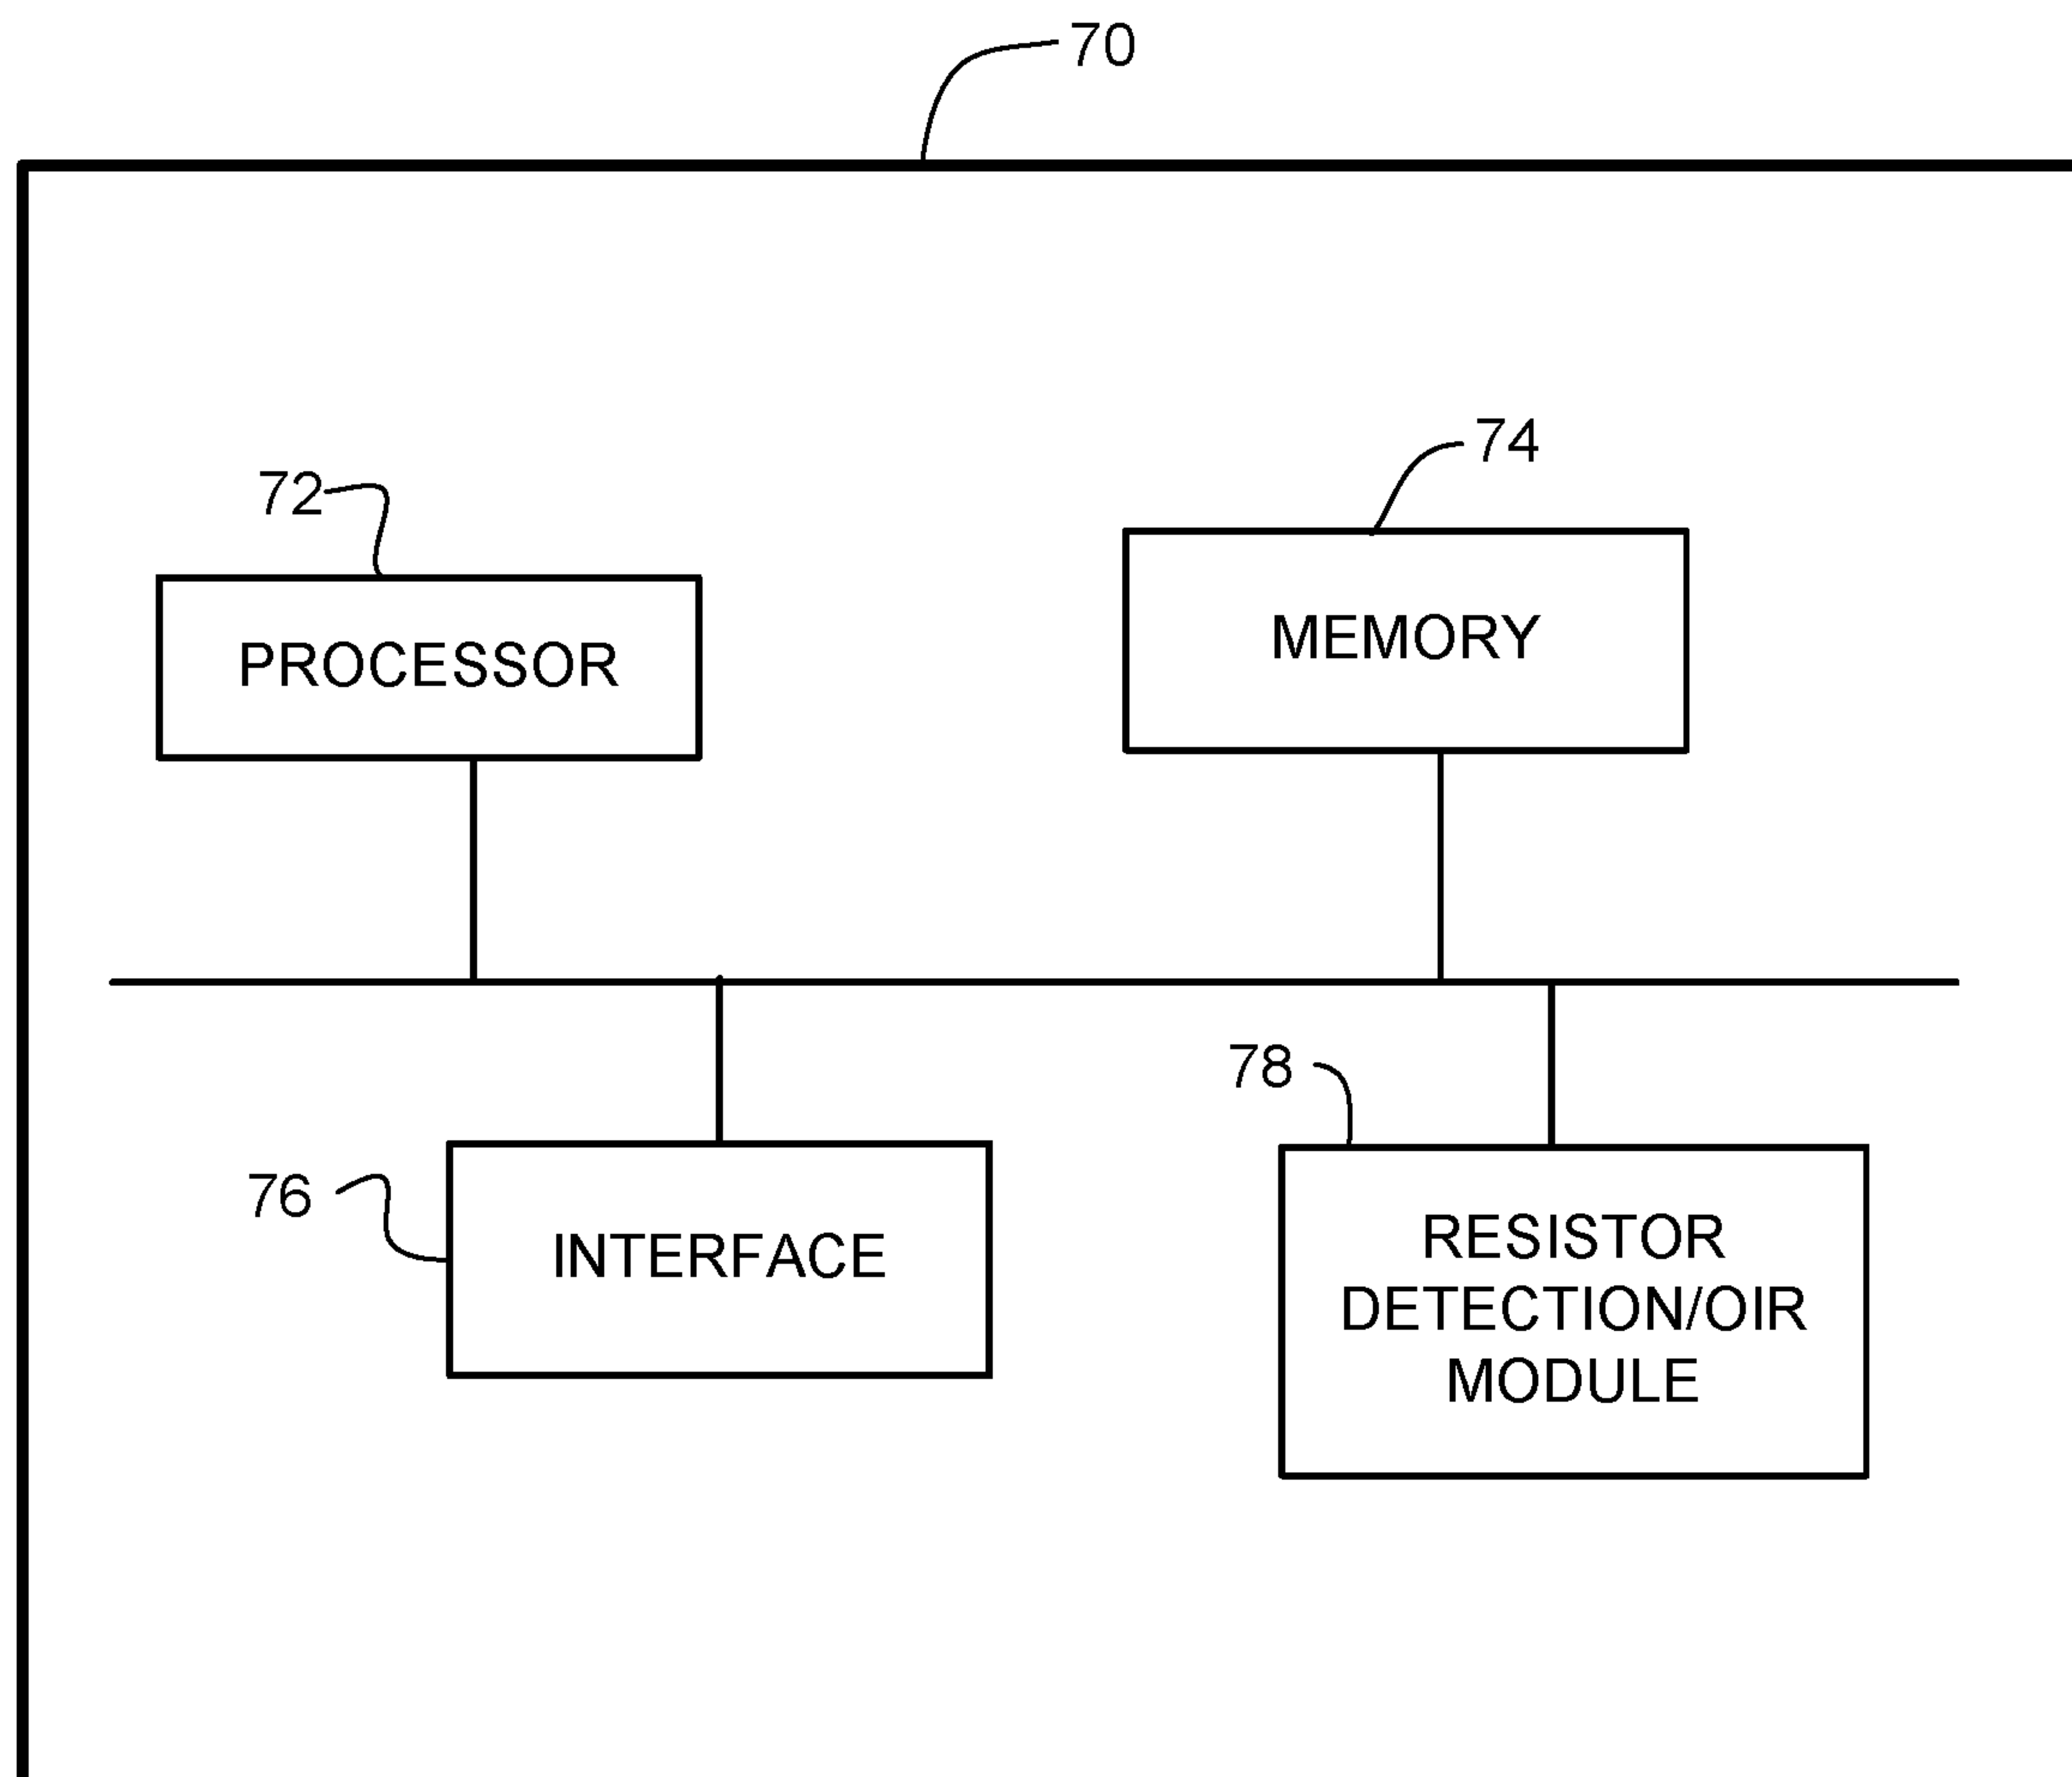 70
74
72
MEMORY
PROCESSOR
78
76
INTERFACE
RESISTOR
DETECTION/OIR
MODULE